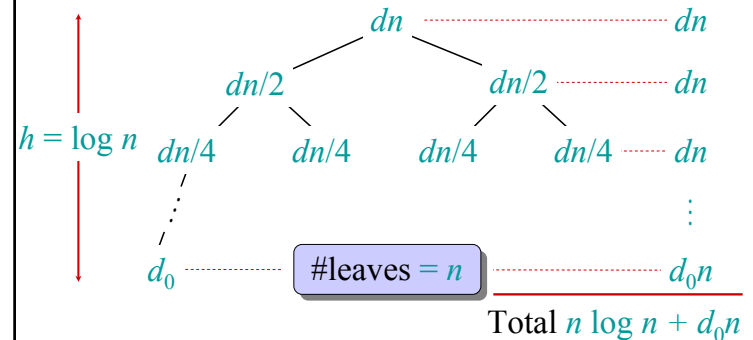 dn dn
dn/2 dn/2 dn
h = log n dn/4 dn/4 dn/4 dn/4 dn
d₀ #leaves = n d₀n
Total n log n + d₀n